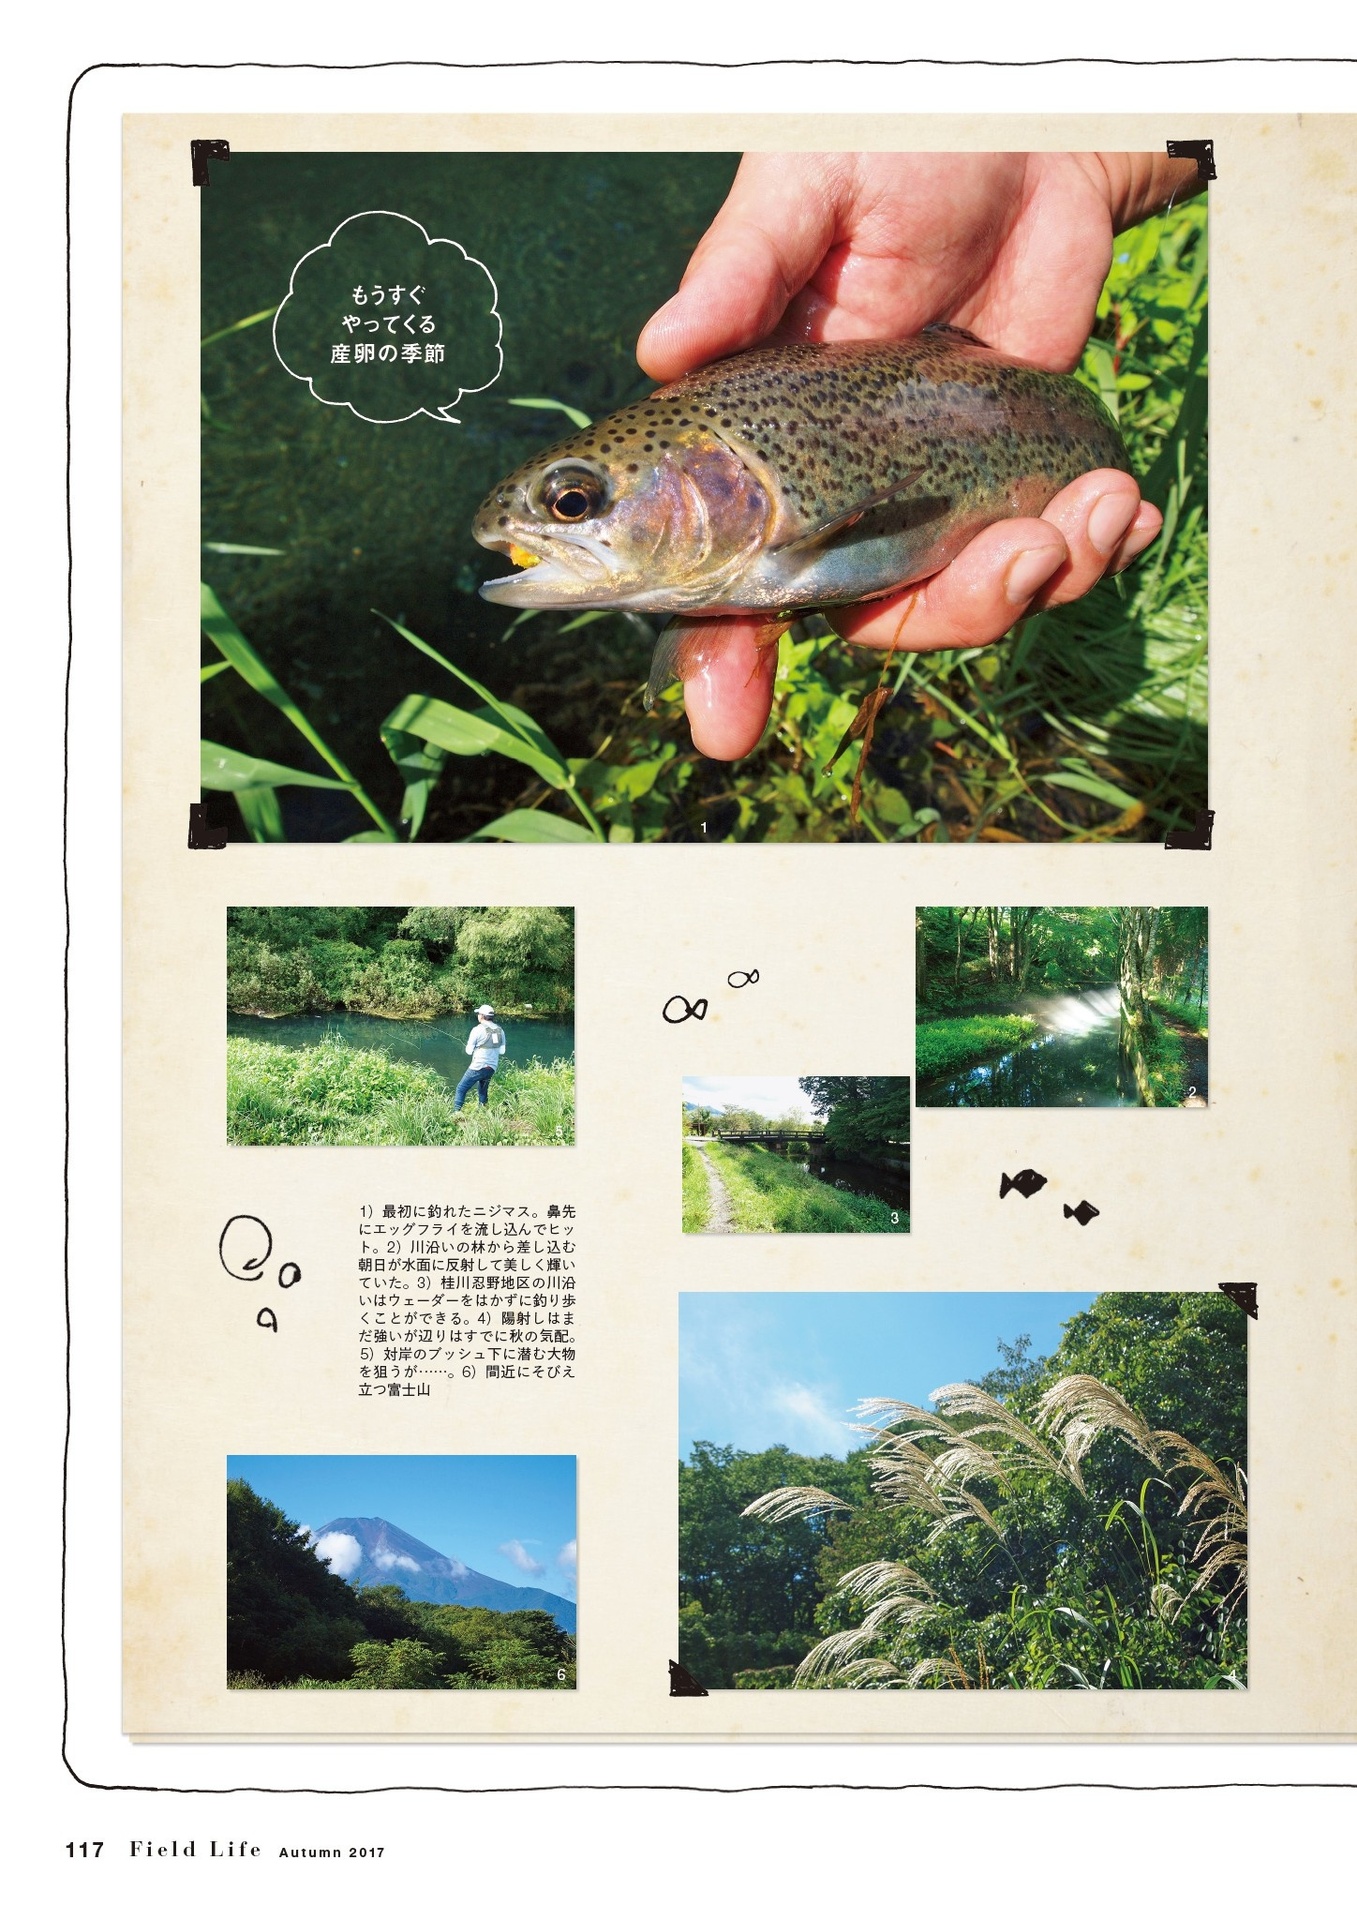 もうすぐ
やってくる
産卵の季節
1
5
2
3
1）最初に釣れたニジマス。鼻先
にエッグフライを流し込んでヒッ
ト。2）川沿いの林から差し込む
朝日が水面に反射して美しく輝い
ていた。3）桂川忍野地区の川沿
いはウェーダーをはかずに釣り歩
くことができる。4）陽射しはま
だ強いが辺りはすでに秋の気配。
5）対岸のブッシュ下に潜む大物
を狙うが……。6）間近にそびえ
立つ富士山
6
4
117 Field Life Autumn 2017